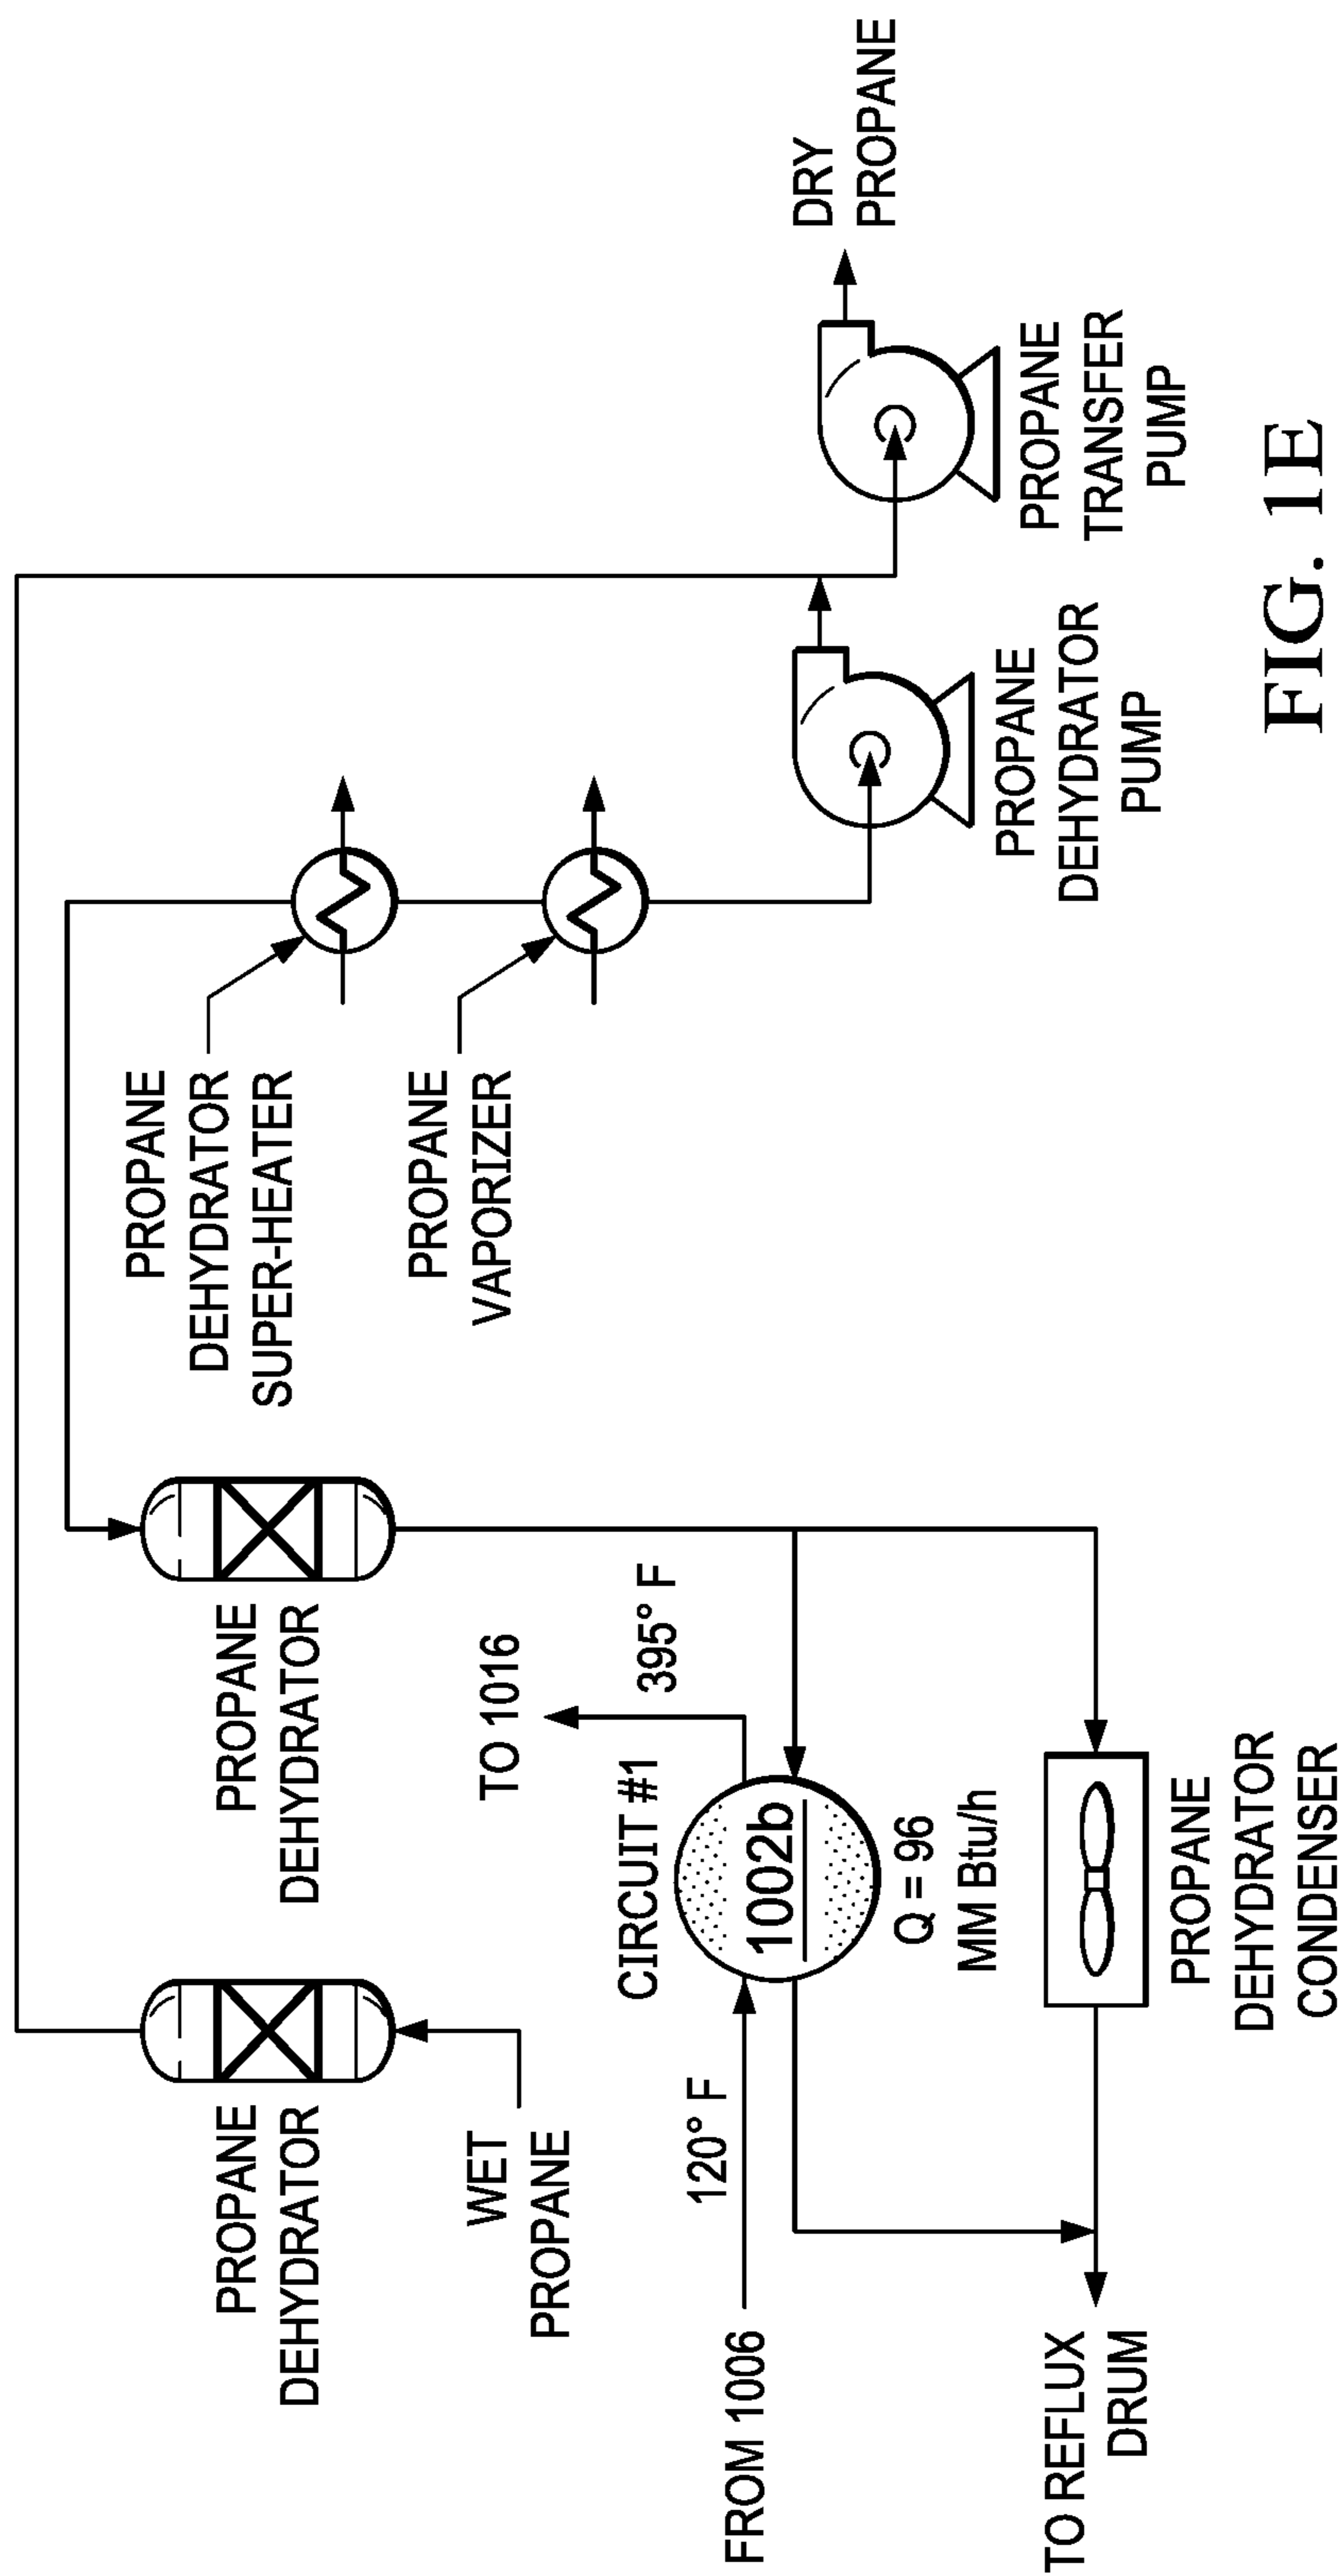 PROPANE
DEHYDRATOR
WET
PROPANE
PROPANE
DEHYDRATOR
PROPANE
DEHYDRATOR
SUPER-HEATER
PROPANE
VAPORIZER
TO 1016
395° F
CIRCUIT #1
120° F
FROM 1006
1002b
Q = 96
MM Btu/h
TO REFLUX
DRUM
PROPANE
DEHYDRATOR
CONDENSER
PROPANE
DEHYDRATOR
PUMP
PROPANE
TRANSFER
PUMP
DRY
PROPANE
FIG. 1E